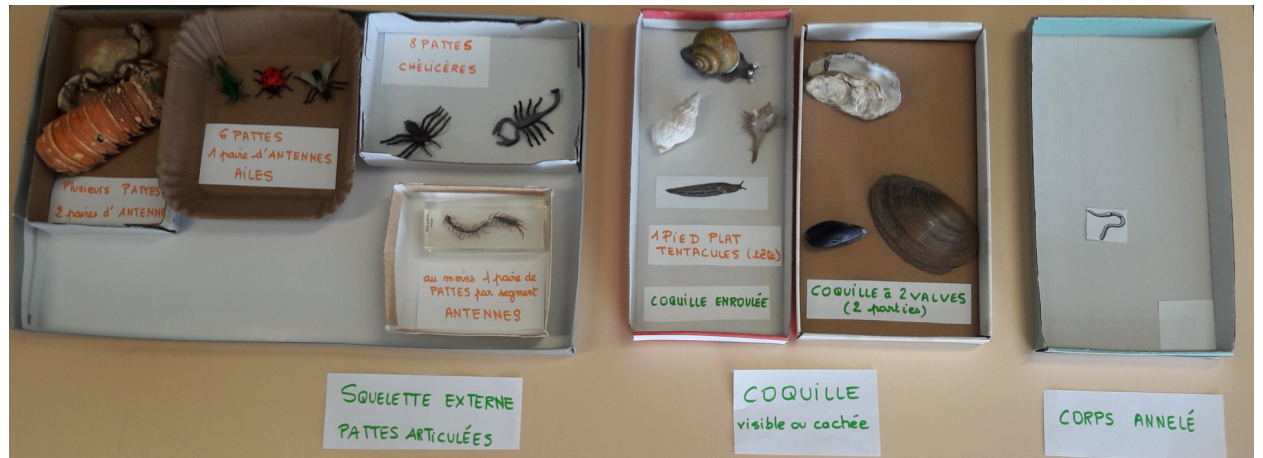 Plusieurs PATTES
2 paires d'ANTENNE
6 PATTES
1 paire d'ANTENNES
AILES
8 PATTES
CHÉLICÈRES
au moins 1 paire de
PATTES par segment
ANTENNES
1 PIED PLAT
TENTACULES (tête)
COQUILLE ENROULÉE
COQUILLE à 2 VALVES
(2 parties)
SQUELETTE EXTERNE
PATTES ARTICULÉES
COQUILLE
visible ou cachée
CORPS ANNELÉ